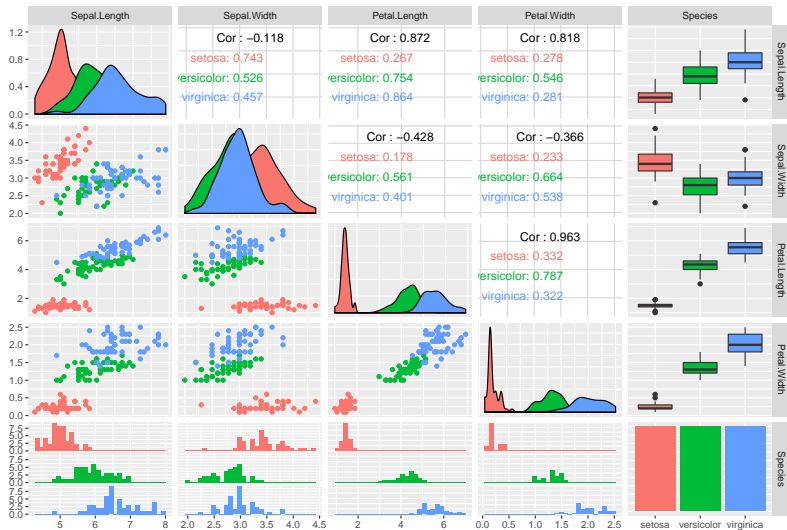 Sepal.Length Sepal.Width Petal.Length Petal.Width Species
1.2
0.8
0.4
0.0
Cor : −0.118
setosa: 0.743
versicolor: 0.526
virginica: 0.457
Cor : 0.872
setosa: 0.267
versicolor: 0.754
virginica: 0.864
Cor : 0.818
setosa: 0.278
versicolor: 0.546
virginica: 0.281
Sepal.Length
4.5
4.0
3.5
3.0
2.5
2.0
Cor : −0.428
setosa: 0.178
versicolor: 0.561
virginica: 0.401
Cor : −0.366
setosa: 0.233
versicolor: 0.664
virginica: 0.538
Sepal.Width
6
4
2
Cor : 0.963
setosa: 0.332
versicolor: 0.787
virginica: 0.322
Petal.Length
2.5
2.0
1.5
1.0
0.5
0.0
Petal.Width
7.5
5.0
2.5
0.0
7.5
5.0
2.5
0.0
7.5
5.0
2.5
0.0
Species
5 6 7 8 2.0 2.5 3.0 3.5 4.0 4.5 2 4 6 0.0 0.5 1.0 1.5 2.0 2.5 setosa versicolor virginica